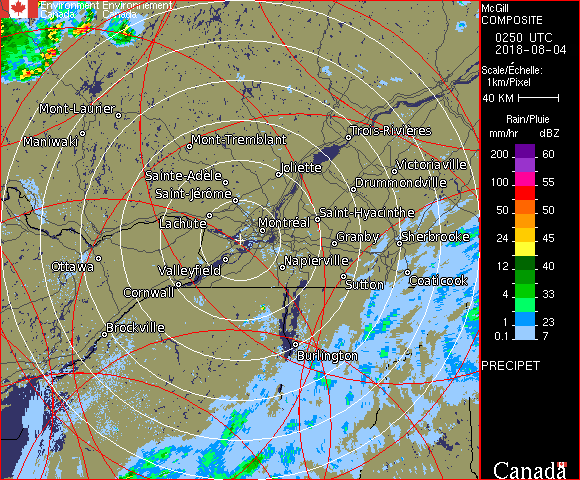 Environment Environnement
Canada Canada
Mont-Laurier
Maniwaki
Mont-Tremblant
Trois-Rivières
Joliette
Victoriaville
Sainte-Adèle
Drummondville
Saint-Jérôme
Lachute
Saint-Hyacinthe
Montréal
Granby
Sherbrooke
Ottawa
Valleyfield
Napierville
Coaticook
Cornwall
Sutton
Brockville
Burlington
McGill
COMPOSITE
0250 UTC
2018-08-04
Scale/Échelle:
1km/Pixel
40 KM
Rain/Pluie
mm/hr dBZ
200 60
100 55
50 50
24 45
12 40
4 33
1 23
0.1 7
PRECIPET
Canada